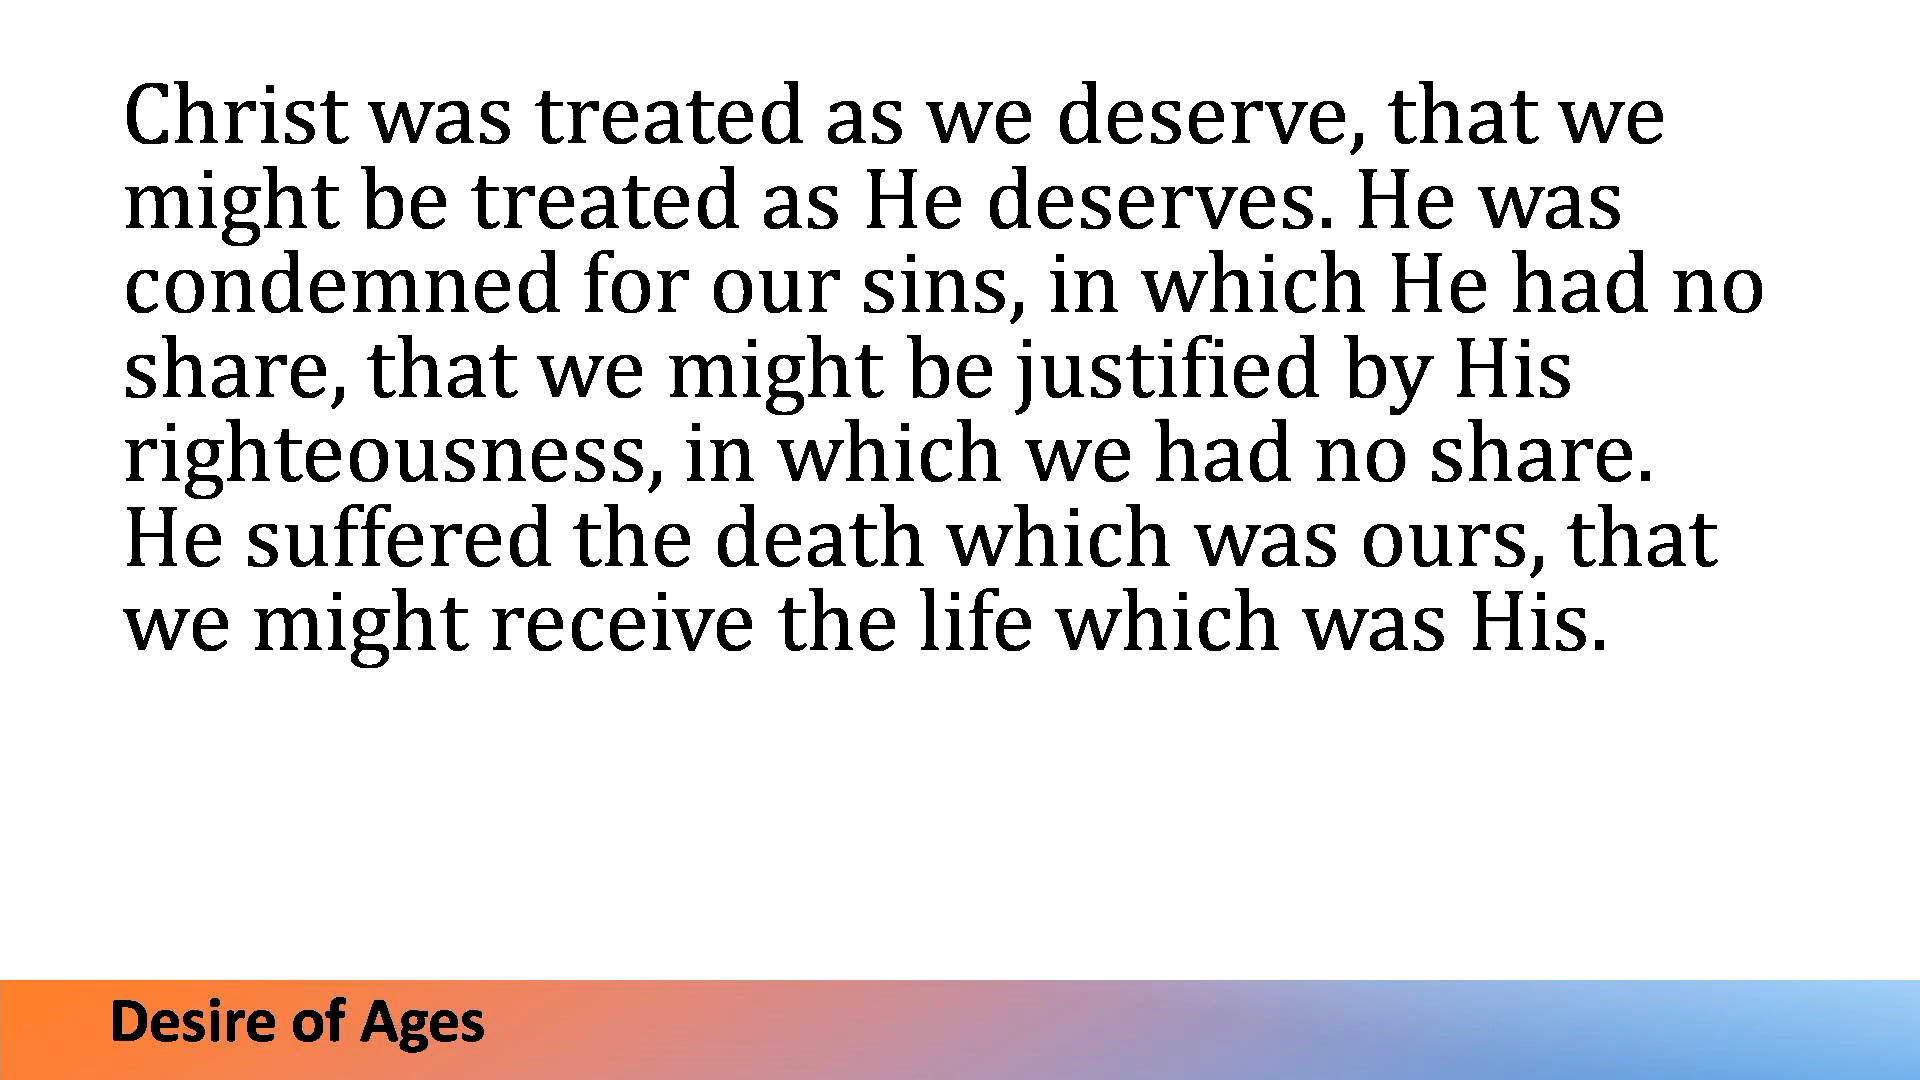 Christ was treated as we deserve, that we
might be treated as He deserves. He was
condemned for our sins, in which He had no
share, that we might be justified by His
righteousness, in which we had no share.
He suffered the death which was ours, that
we might receive the life which was His.
Desire of Ages